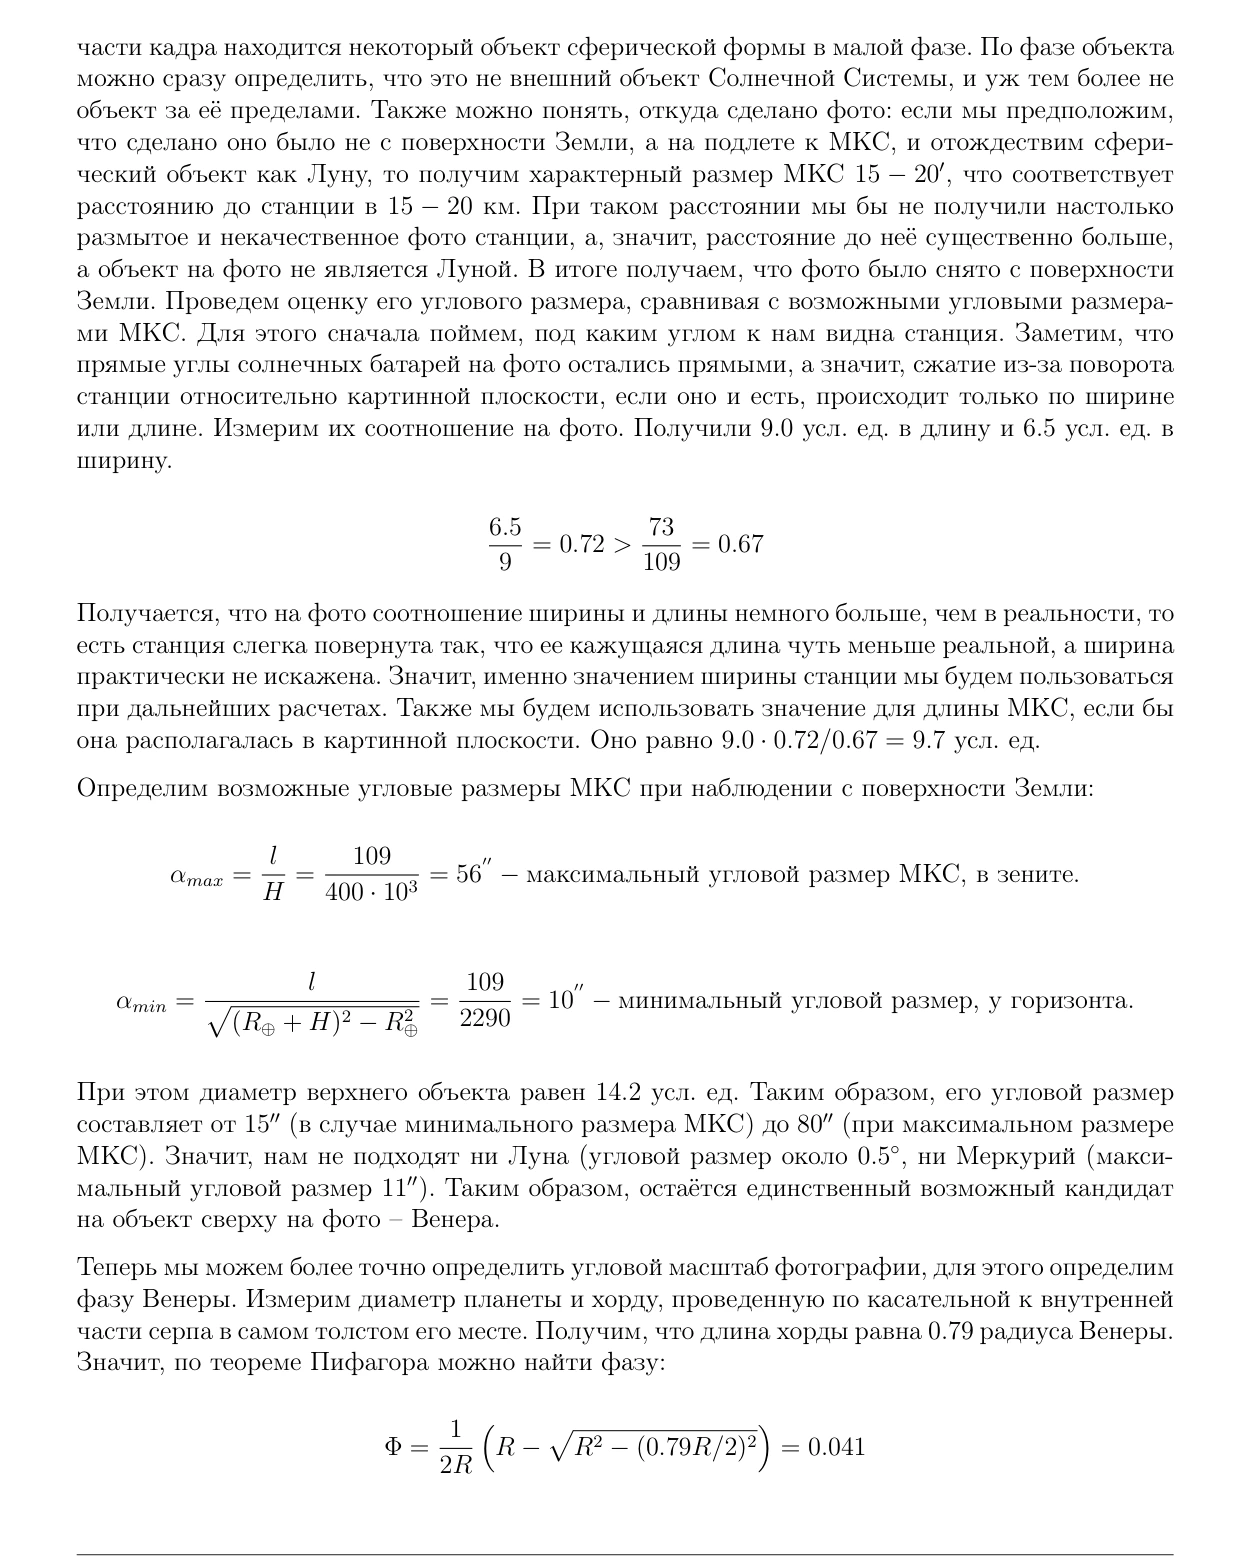 части кадра находится некоторый объект сферической формы в малой фазе. По фазе объекта
можно сразу определить, что это не внешний объект Солнечной Системы, и уж тем более не
объект за её пределами. Также можно понять, откуда сделано фото: если мы предположим,
что сделано оно было не с поверхности Земли, а на подлете к МКС, и отождествим сфери-
ческий объект как Луну, то получим характерный размер МКС 15 − 20′, что соответствует
расстоянию до станции в 15 − 20 км. При таком расстоянии мы бы не получили настолько
размытое и некачественное фото станции, а, значит, расстояние до неё существенно больше,
а объект на фото не является Луной. В итоге получаем, что фото было снято с поверхности
Земли. Проведем оценку его углового размера, сравнивая с возможными угловыми размера-
ми МКС. Для этого сначала поймем, под каким углом к нам видна станция. Заметим, что
прямые углы солнечных батарей на фото остались прямыми, а значит, сжатие из-за поворота
станции относительно картинной плоскости, если оно и есть, происходит только по ширине
или длине. Измерим их соотношение на фото. Получили 9.0 усл. ед. в длину и 6.5 усл. ед. в
ширину.
6.5/9 = 0.72 > 73/109 = 0.67
Получается, что на фото соотношение ширины и длины немного больше, чем в реальности, то
есть станция слегка повернута так, что ее кажущаяся длина чуть меньше реальной, а ширина
практически не искажена. Значит, именно значением ширины станции мы будем пользоваться
при дальнейших расчетах. Также мы будем использовать значение для длины МКС, если бы
она располагалась в картинной плоскости. Оно равно 9.0 · 0.72/0.67 = 9.7 усл. ед.
Определим возможные угловые размеры МКС при наблюдении с поверхности Земли:
α_max = l/H = 109/(400 · 10³) = 56″ – максимальный угловой размер МКС, в зените.
α_min = l/√((R⊕ + H)² − R⊕²) = 109/2290 = 10″ – минимальный угловой размер, у горизонта.
При этом диаметр верхнего объекта равен 14.2 усл. ед. Таким образом, его угловой размер
составляет от 15″ (в случае минимального размера МКС) до 80″ (при максимальном размере
МКС). Значит, нам не подходят ни Луна (угловой размер около 0.5°, ни Меркурий (макси-
мальный угловой размер 11″). Таким образом, остаётся единственный возможный кандидат
на объект сверху на фото – Венера.
Теперь мы можем более точно определить угловой масштаб фотографии, для этого определим
фазу Венеры. Измерим диаметр планеты и хорду, проведенную по касательной к внутренней
части серпа в самом толстом его месте. Получим, что длина хорды равна 0.79 радиуса Венеры.
Значит, по теореме Пифагора можно найти фазу:
Φ = 1/(2R) (R − √(R² − (0.79R/2)²)) = 0.041